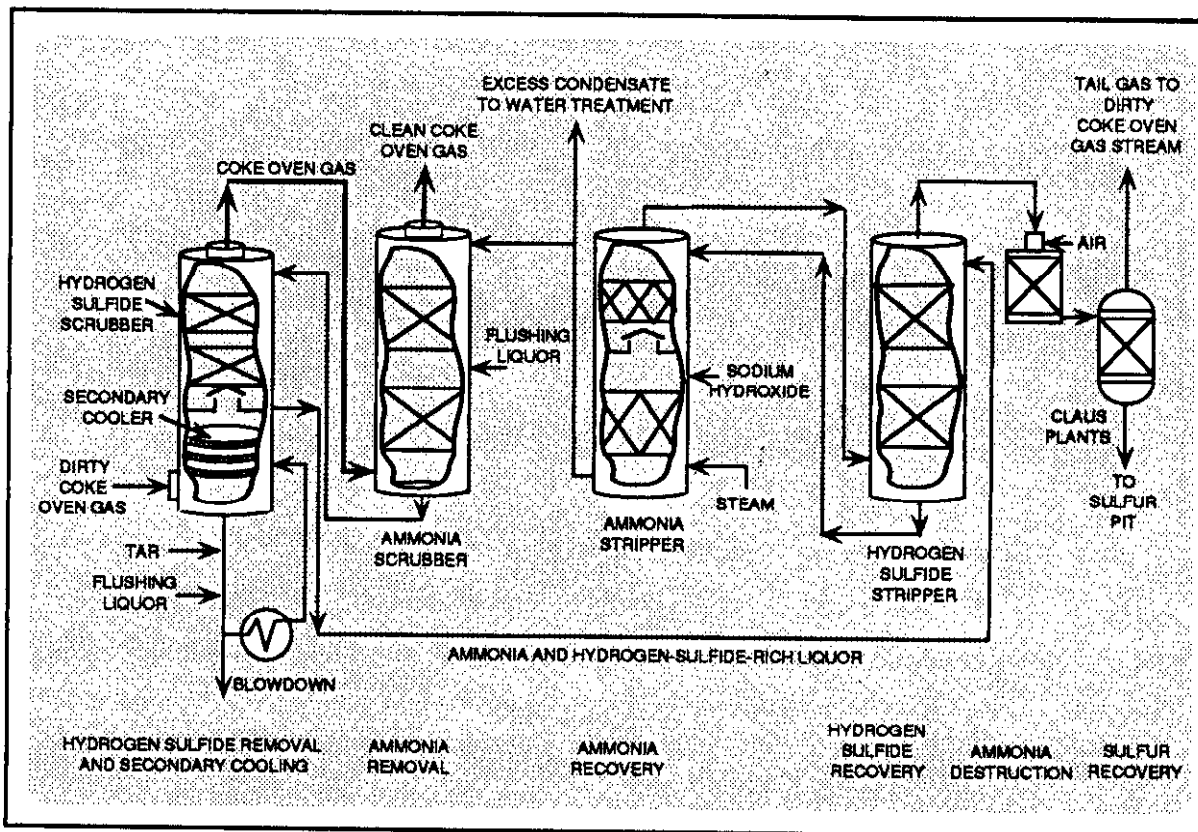 EXCESS CONDENSATE
TO WATER TREATMENT
TAIL GAS TO
DIRTY
COKE OVEN
GAS STREAM
CLEAN COKE
OVEN GAS
COKE OVEN GAS
AIR
HYDROGEN
SULFIDE
SCRUBBER
FLUSHING
LIQUOR
SODIUM
HYDROXIDE
SECONDARY
COOLER
CLAUS
PLANTS
DIRTY
COKE
OVEN GAS
STEAM
TO
SULFUR
PIT
AMMONIA
SCRUBBER
AMMONIA
STRIPPER
HYDROGEN
SULFIDE
STRIPPER
TAR
FLUSHING
LIQUOR
AMMONIA AND HYDROGEN-SULFIDE-RICH LIQUOR
BLOWDOWN
HYDROGEN SULFIDE REMOVAL
AND SECONDARY COOLING
AMMONIA
REMOVAL
AMMONIA
RECOVERY
HYDROGEN
SULFIDE
RECOVERY
AMMONIA
DESTRUCTION
SULFUR
RECOVERY